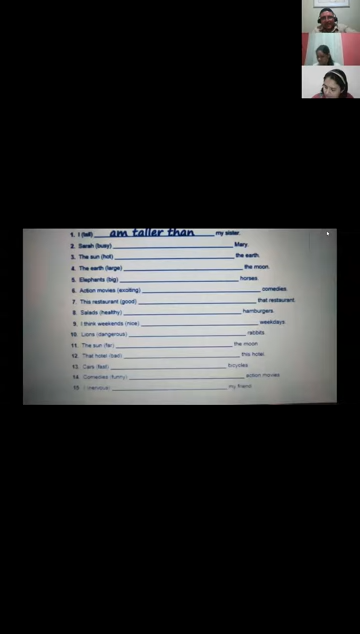 1. I (tall) am taller than my sister.
2. Sarah (busy) Mary.
3. The sun (hot) the earth.
4. The earth (large) the moon.
5. Elephants (big) horses.
6. Action movies (exciting) comedies.
7. This restaurant (good) that restaurant.
8. Salads (healthy) hamburgers.
9. I think weekends (nice) weekdays.
10. Lions (dangerous) rabbits.
11. The sun (far) the moon.
12. That hotel (bad) this hotel.
13. Cars (fast) bicycles.
14. Comedies (funny) action movies.
15. I my friend.